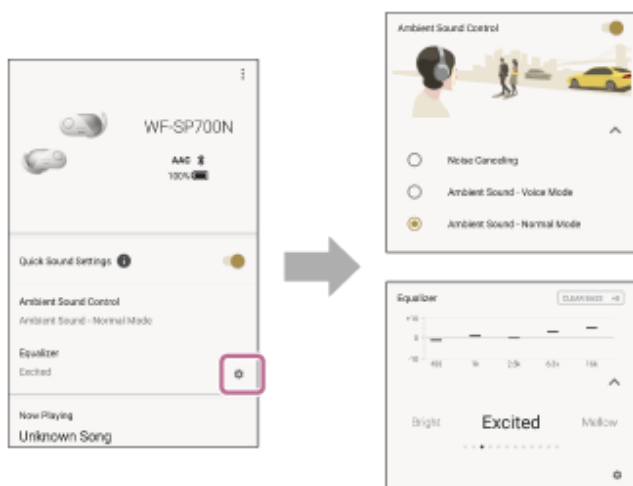 WF-SP700N
AAC
100%
Quick Sound Settings
Ambient Sound Control
Ambient Sound - Normal Mode
Equalizer
Excited
Now Playing
Unknown Song
Ambient Sound Control
Noise Canceling
Ambient Sound - Voice Mode
Ambient Sound - Normal Mode
Equalizer
CLEAR BASS
+10
0
-10
400 1k 2.5k 6.3k 16k
Bright Excited Mellow